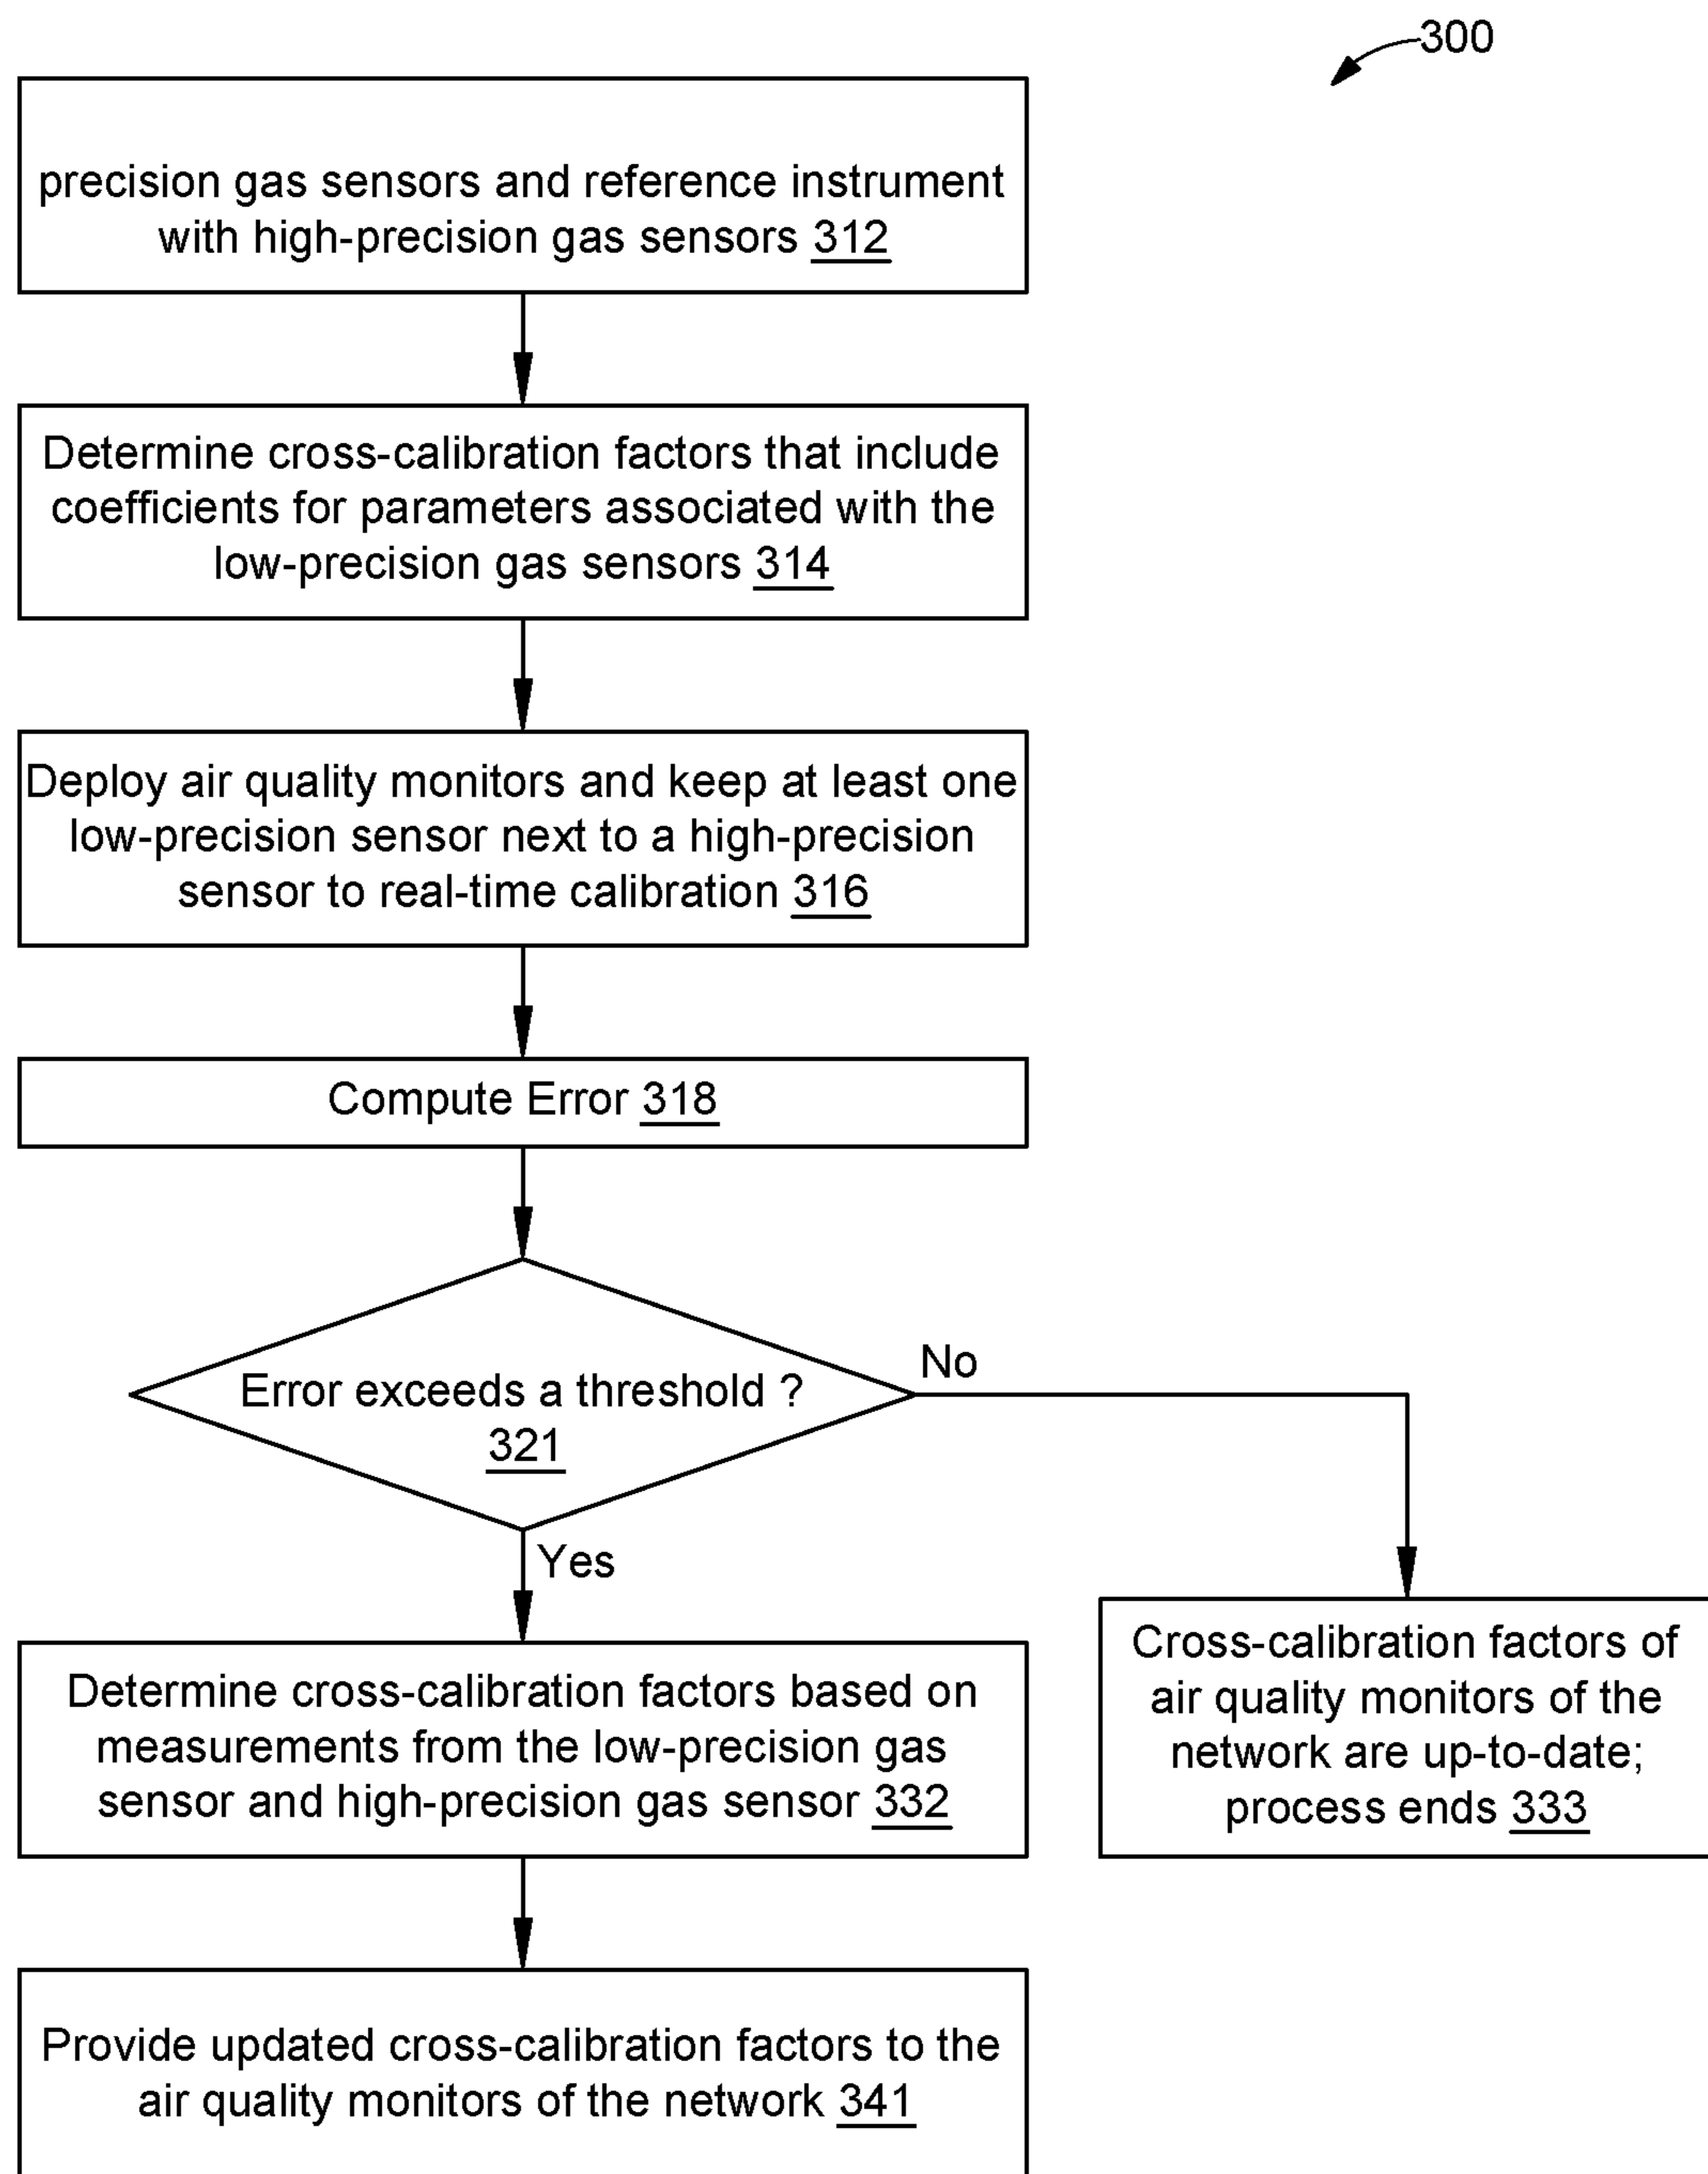 300
precision gas sensors and reference instrument
with high-precision gas sensors 312
Determine cross-calibration factors that include
coefficients for parameters associated with the
low-precision gas sensors 314
Deploy air quality monitors and keep at least one
low-precision sensor next to a high-precision
sensor to real-time calibration 316
Compute Error 318
Error exceeds a threshold ?
321
No
Yes
Determine cross-calibration factors based on
measurements from the low-precision gas
sensor and high-precision gas sensor 332
Cross-calibration factors of
air quality monitors of the
network are up-to-date;
process ends 333
Provide updated cross-calibration factors to the
air quality monitors of the network 341